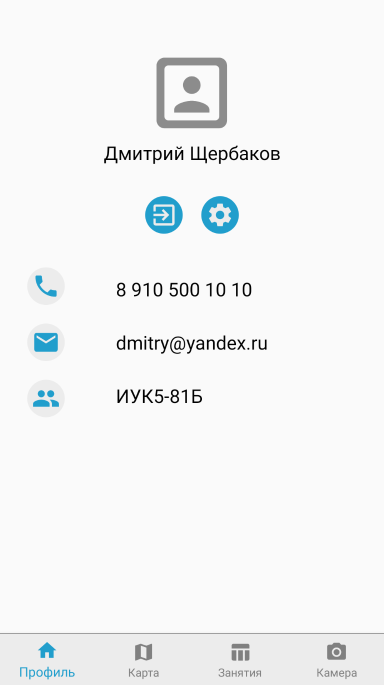 Дмитрий Щербаков
8 910 500 10 10
dmitry@yandex.ru
ИУК5-81Б
Профиль
Карта
Занятия
Камера